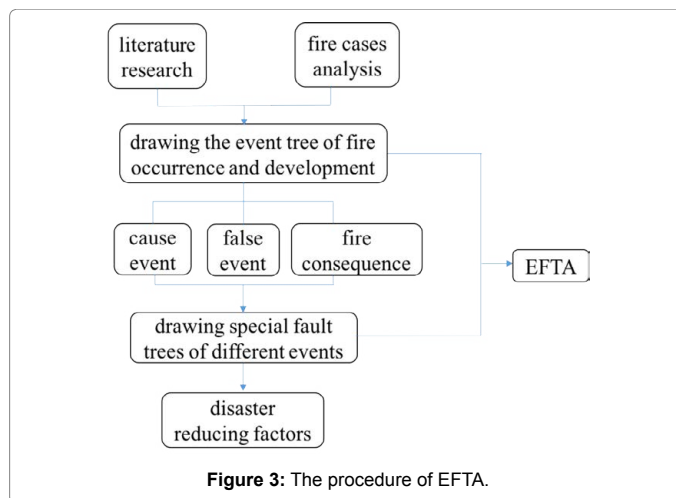 literature
research
fire cases
analysis
drawing the event tree of fire
occurrence and development
cause
event
false
event
fire
consequence
EFTA
drawing special fault
trees of different events
disaster
reducing factors
Figure 3: The procedure of EFTA.